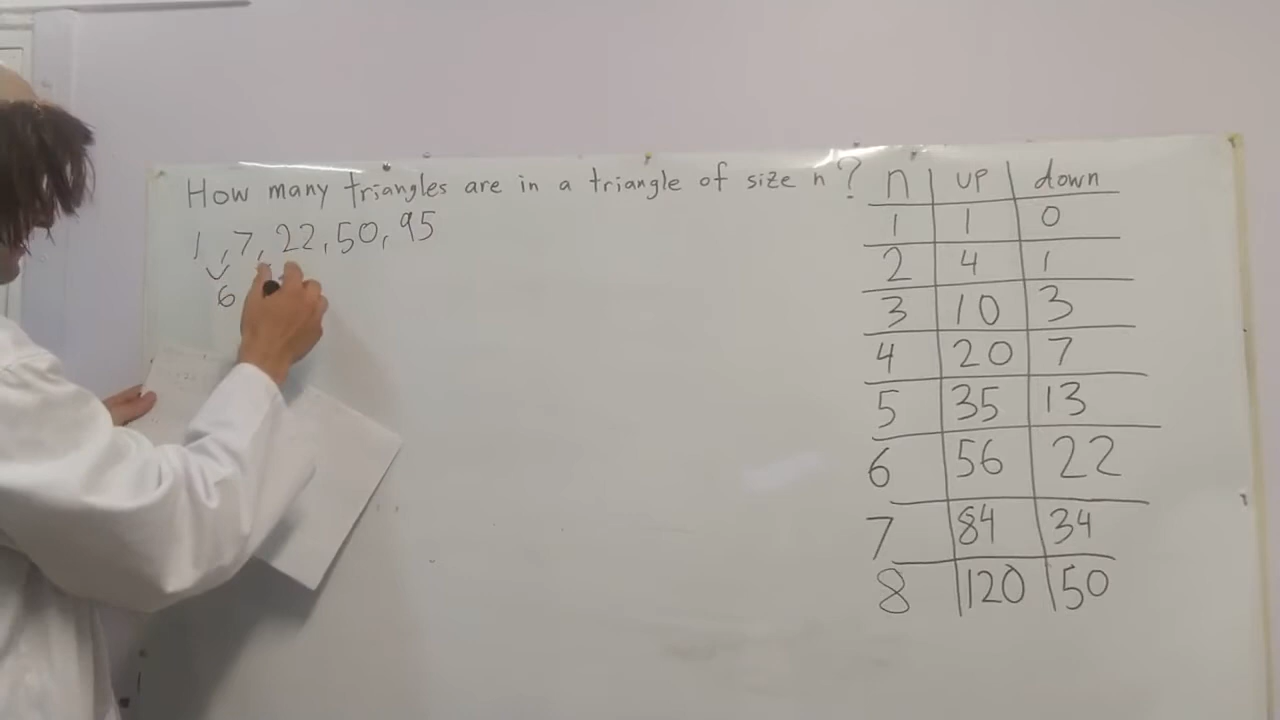 How many triangles are in a triangle of size n?
1, 7, 22, 50, 95
6
n up down
1 1 0
2 4 1
3 10 3
4 20 7
5 35 13
6 56 22
7 84 34
8 120 50